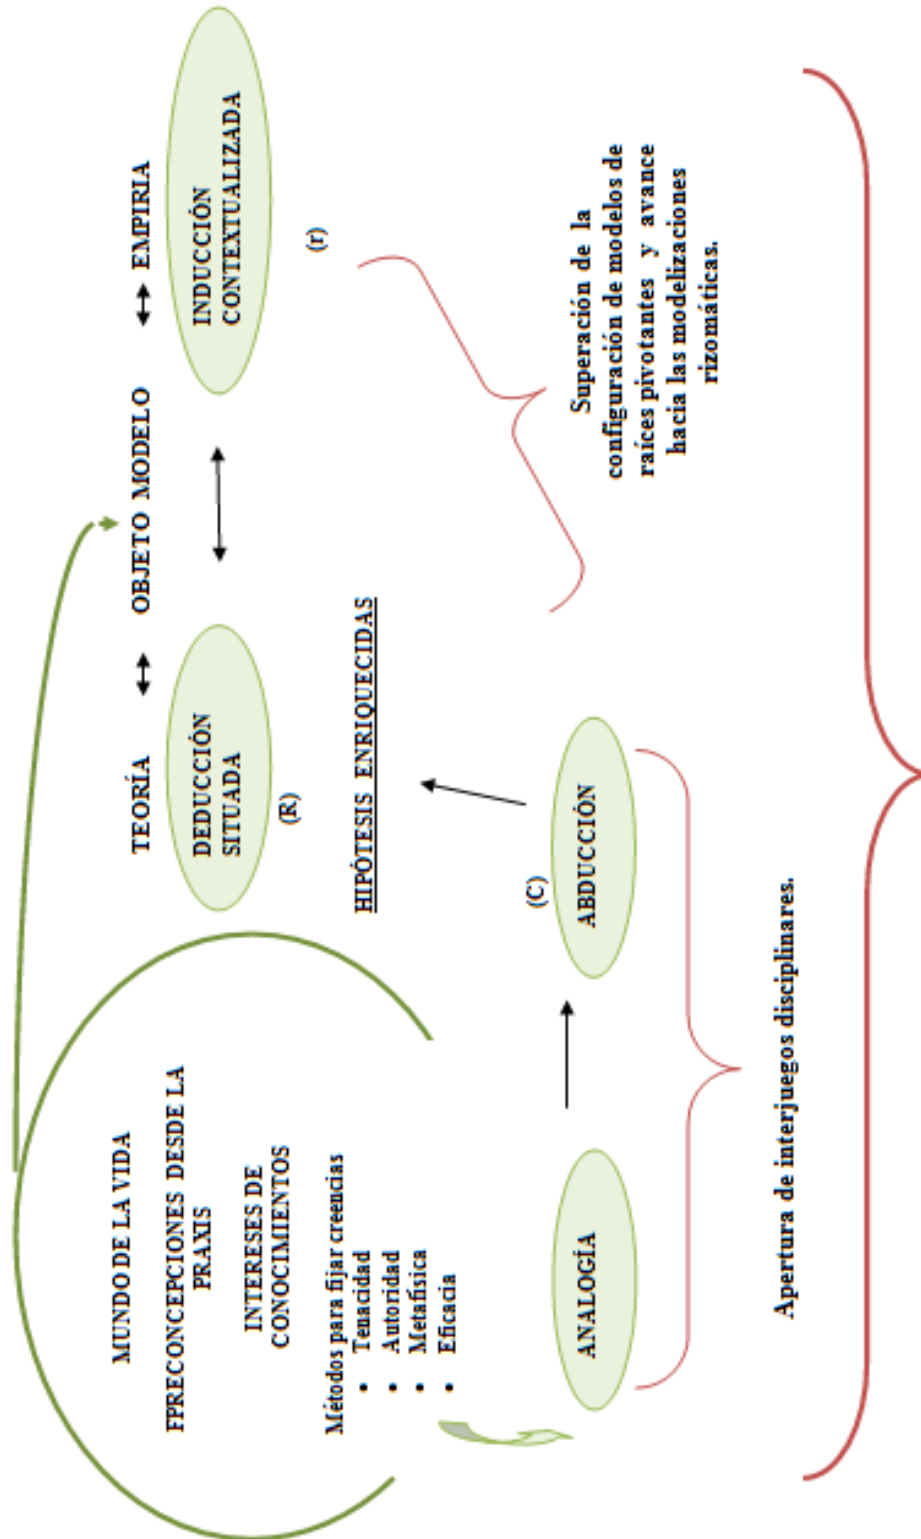 MUNDO DE LA VIDA
FPRECONCEPCIONES DESDE LA
PRAXIS
INTERESES DE
CONOCIMIENTOS
Métodos para fijar creencias
• Tenacidad
• Autoridad
• Metafísica
• Eficacia
TEORÍA
OBJETO MODELO
EMPIRIA
DEDUCCIÓN
SITUADA
(R)
INDUCCIÓN
CONTEXTUALIZADA
(r)
HIPÓTESIS ENRIQUECIDAS
ANALOGÍA
(C)
ABDUCCIÓN
Superación de la
configuración de modelos de
raíces pivotantes y avance
hacia las modelizaciones
rizomáticas.
Apertura de interjuegos disciplinares.